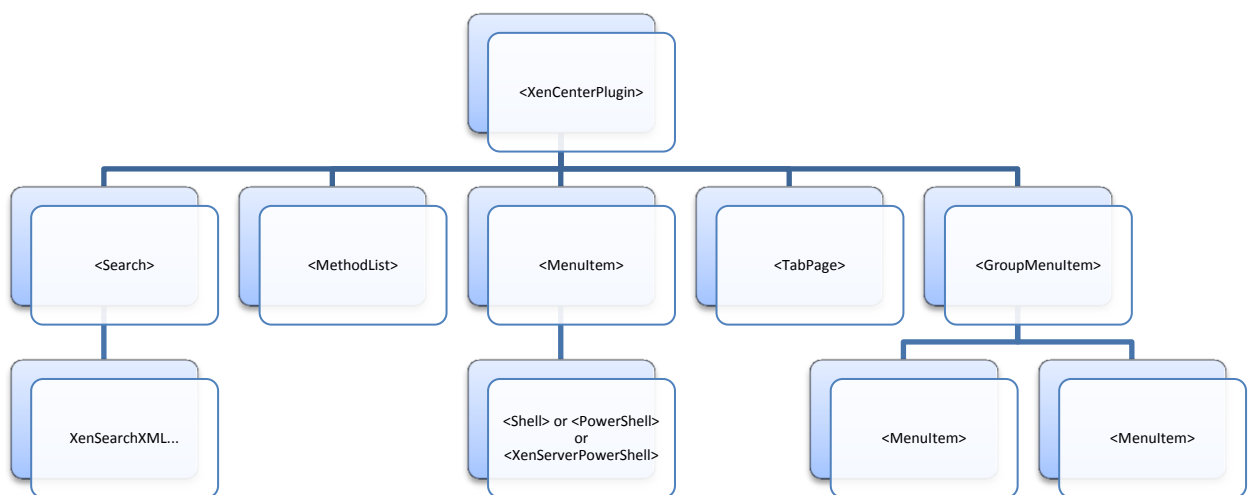 <XenCenterPlugin>
<Search>
<MethodList>
<MenuItem>
<TabPage>
<GroupMenuItem>
XenSearchXML...
<Shell> or <PowerShell>
or
<XenServerPowerShell>
<MenuItem>
<MenuItem>